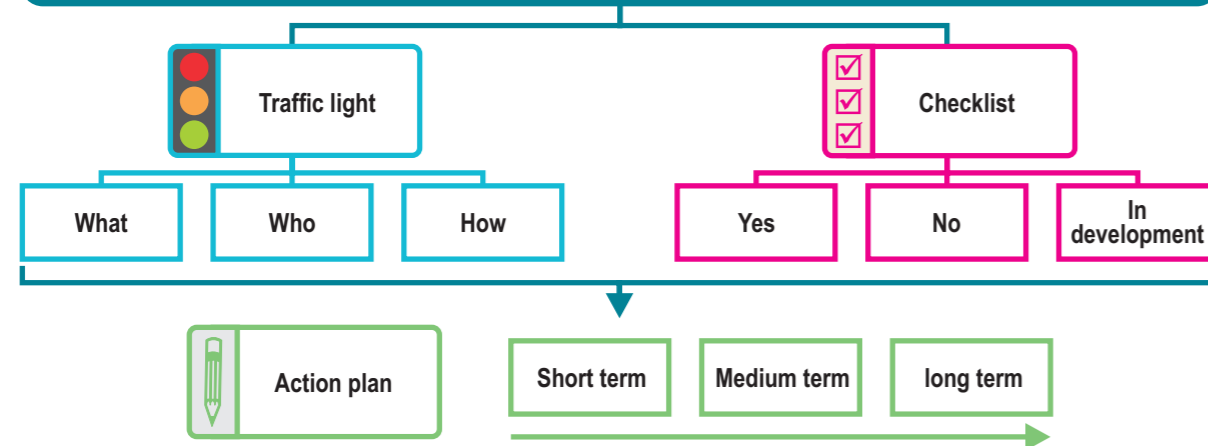 Traffic light
Checklist
What
Who
How
Yes
No
In
development
Action plan
Short term
Medium term
long term